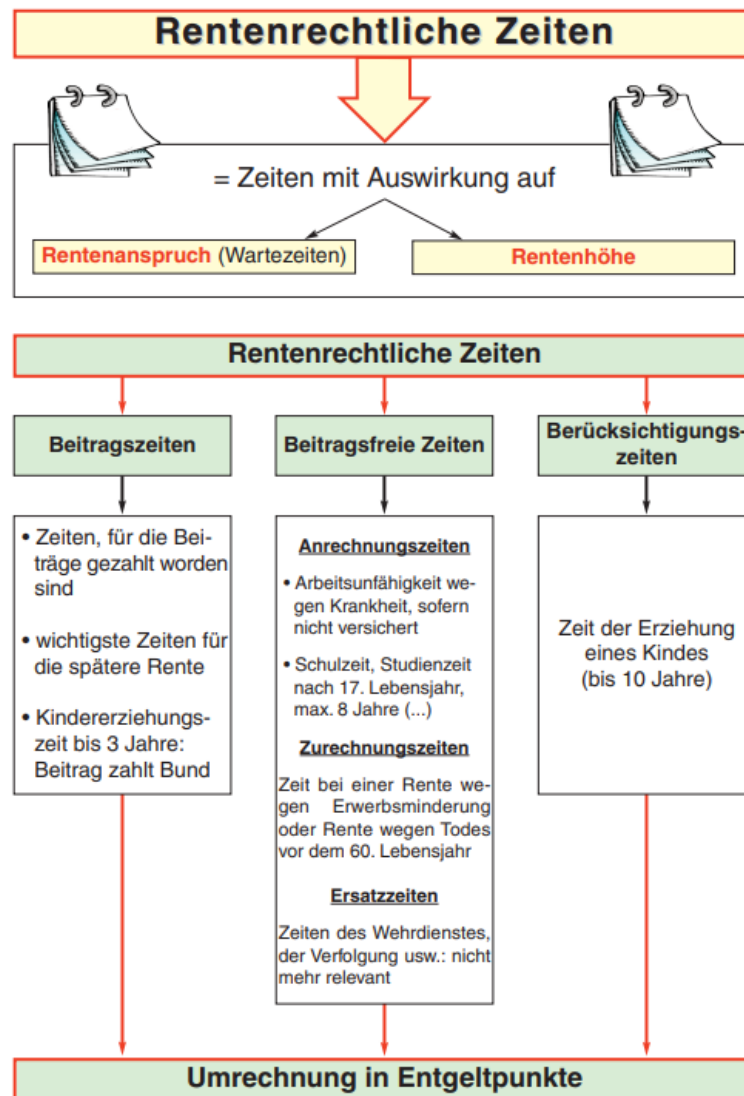 Rentenrechtliche Zeiten
= Zeiten mit Auswirkung auf
Rentenanspruch (Wartezeiten)
Rentenhöhe
Rentenrechtliche Zeiten
Beitragszeiten
• Zeiten, für die Bei-
träge gezahlt worden
sind
• wichtigste Zeiten für
die spätere Rente
• Kindererziehungs-
zeit bis 3 Jahre:
Beitrag zahlt Bund
Beitragsfreie Zeiten
Anrechnungszeiten
• Arbeitsunfähigkeit we-
gen Krankheit, sofern
nicht versichert
• Schulzeit, Studienzeit
nach 17. Lebensjahr,
max. 8 Jahre (...)
Zurechnungszeiten
Zeit bei einer Rente we-
gen Erwerbsminderung
oder Rente wegen Todes
vor dem 60. Lebensjahr
Ersatzzeiten
Zeiten des Wehrdienstes,
der Verfolgung usw.: nicht
mehr relevant
Berücksichtigungs-
zeiten
Zeit der Erziehung
eines Kindes
(bis 10 Jahre)
Umrechnung in Entgeltpunkte